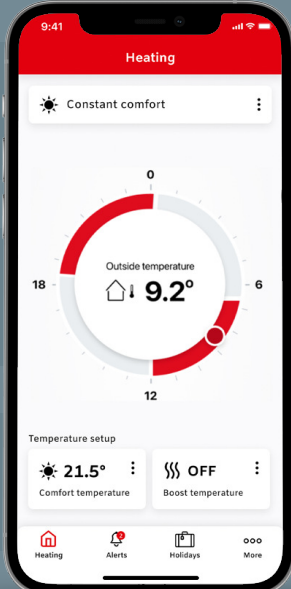 9:41
Heating
Constant comfort
0
Outside temperature
9.2°
18
6
12
Temperature setup
21.5°
OFF
Comfort temperature
Boost temperature
2
Heating
Alerts
Holidays
More